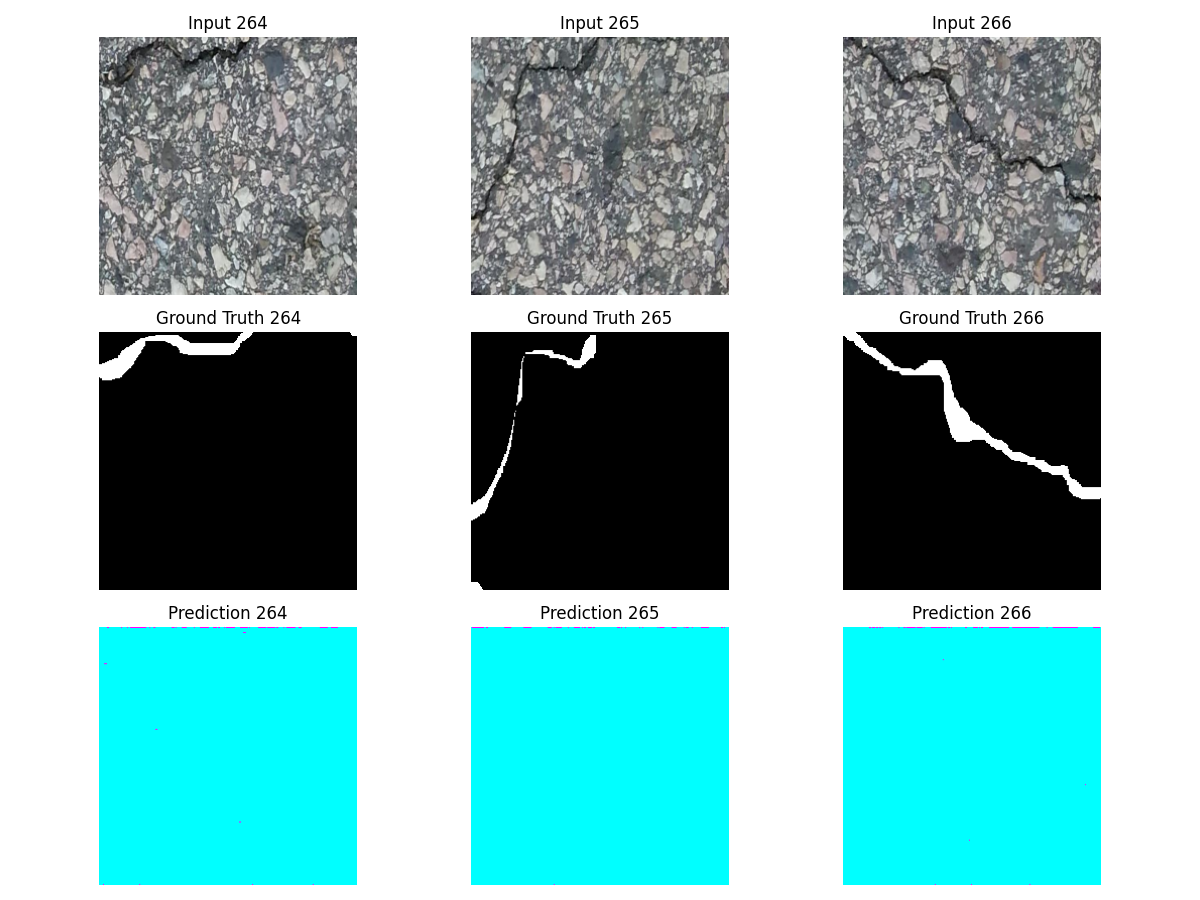 Input 264
Input 265
Input 266
Ground Truth 264
Ground Truth 265
Ground Truth 266
Prediction 264
Prediction 265
Prediction 266